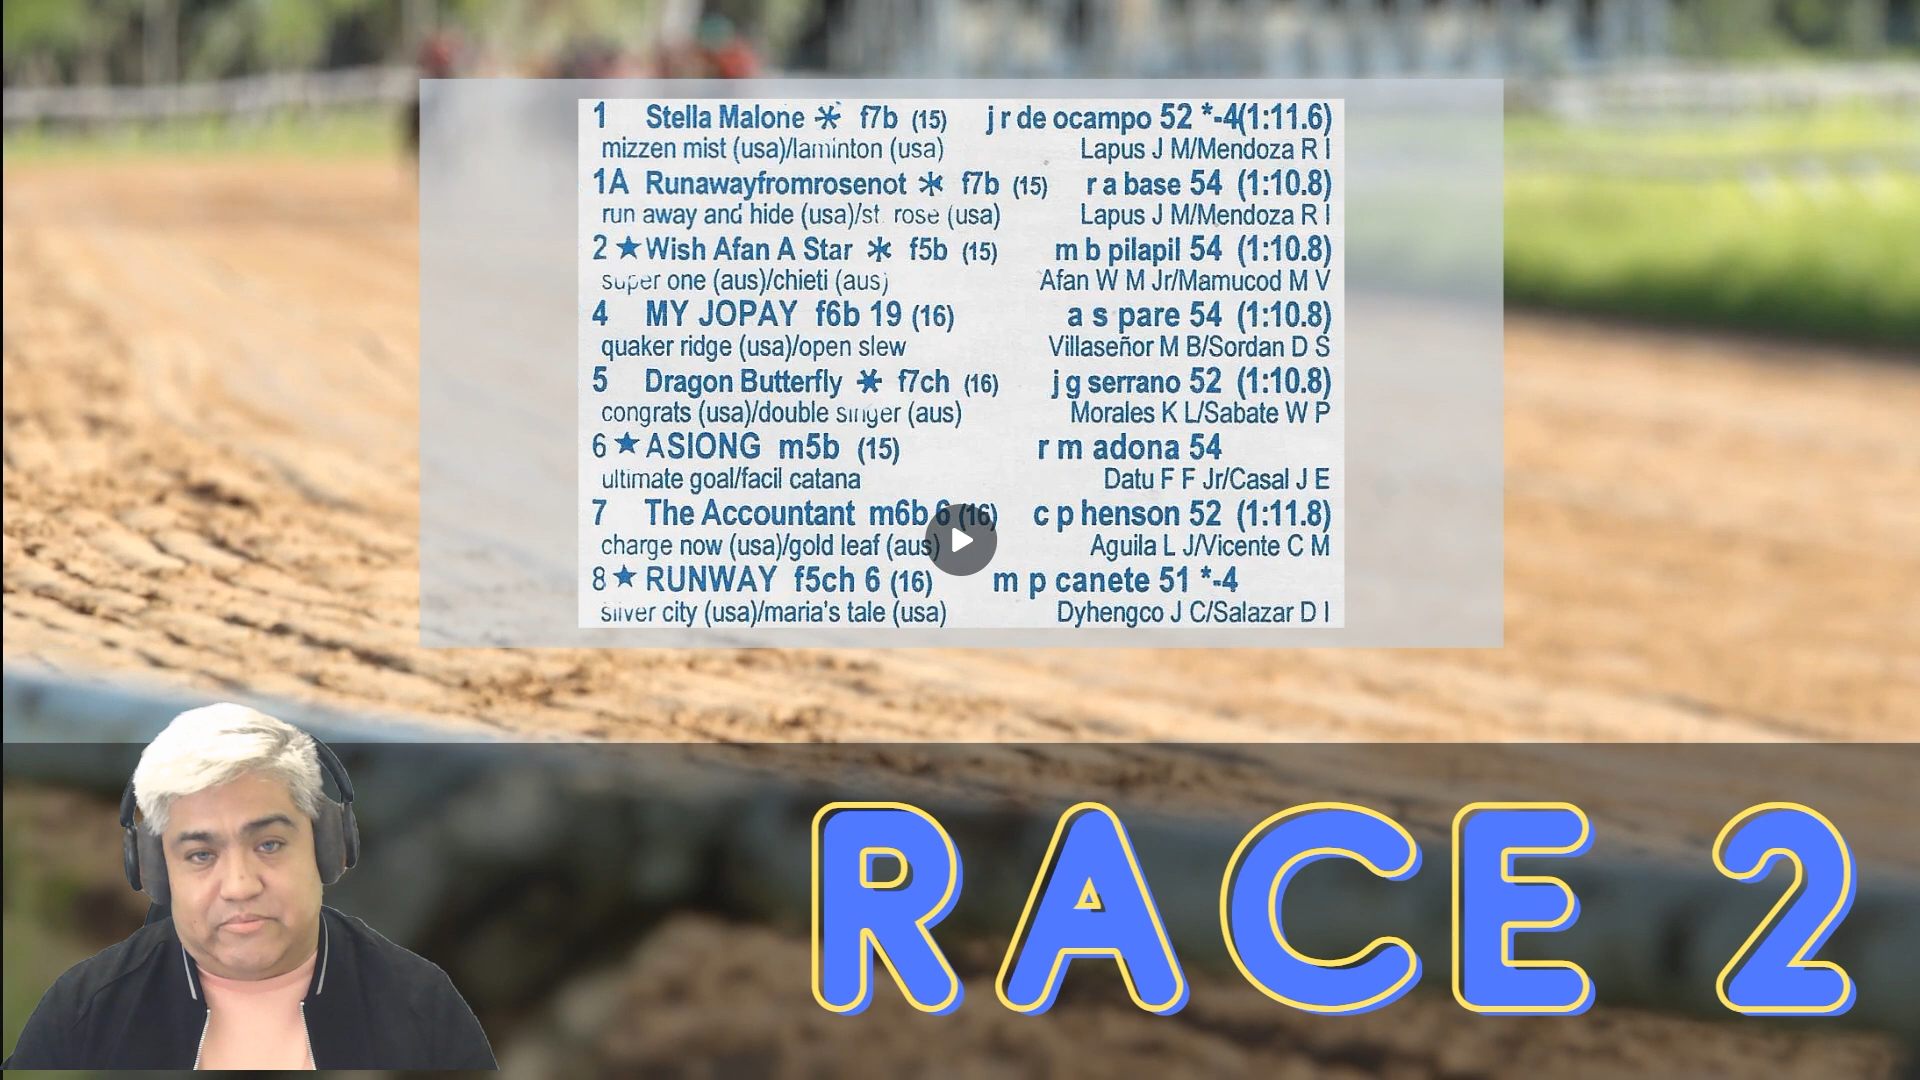 1 Stella Malone * f7b (15) j r de ocampo 52 *-4(1:11.6)
mizzen mist (usa)/laminton (usa) Lapus J M/Mendoza R I
1A Runawayfromrosenot * f7b (15) r a base 54 (1:10.8)
run away and hide (usa)/st. rose (usa) Lapus J M/Mendoza R I
2 ★ Wish Afan A Star * f5b (15) m b pilapil 54 (1:10.8)
super one (aus)/chieti (aus) Afan W M Jr/Mamucod M V
4 MY JOPAY f6b 19 (16) a s pare 54 (1:10.8)
quaker ridge (usa)/open slew Villaseñor M B/Sordan D S
5 Dragon Butterfly * f7ch (16) j g serrano 52 (1:10.8)
congrats (usa)/double singer (aus) Morales K L/Sabate W P
6 ★ ASIONG m5b (15) r m adona 54
ultimate goal/facil catana Datu F F Jr/Casal J E
7 The Accountant m6b 6 (16) c p henson 52 (1:11.8)
charge now (usa)/gold leaf (aus) Aguila L J/Vicente C M
8 ★ RUNWAY f5ch 6 (16) m p canete 51 *-4
silver city (usa)/maria's tale (usa) Dyhengco J C/Salazar D I
RACE 2